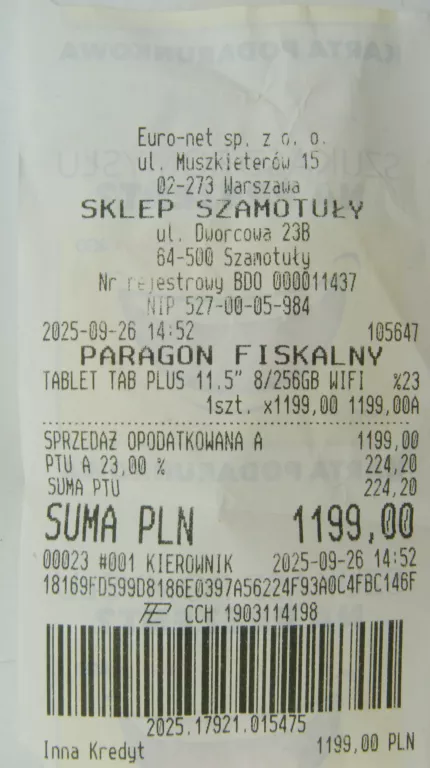 Euro-net sp. z o. o.
ul. Muszkieterów 15
02-273 Warszawa
SKLEP SZAMOTUŁY
ul. Dworcowa 23B
64-500 Szamotuły
Nr rejestrowy BDO 000011437
NIP 527-00-05-984
2025-09-26 14:52 105647
PARAGON FISKALNY
TABLET TAB PLUS 11.5" 8/256GB WIFI %23
1szt. x1199,00 1199,00A
SPRZEDAŻ OPODATKOWANA A 1199,00
PTU A 23,00 % 224,20
SUMA PTU 224,20
SUMA PLN 1199,00
00023 #001 KIEROWNIK 2025-09-26 14:52
18169FD599D8186E0397A56224F93A0C4FBC146F
CCH 1903114198
2025.17921.015475
Inna Kredyt 1199,00 PLN